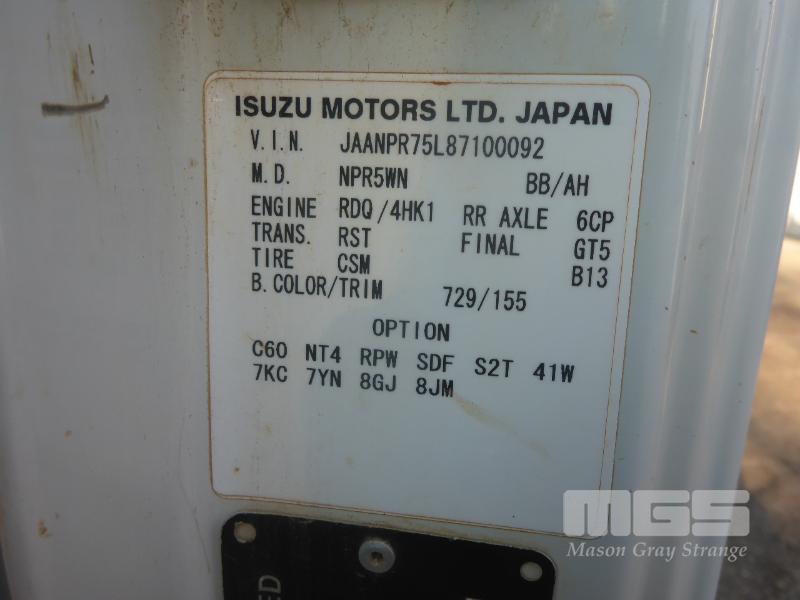 ISUZU MOTORS LTD. JAPAN
V.I.N. JAANPR75L87100092
M.D. NPR5WN BB/AH
ENGINE RDQ/4HK1 RR AXLE 6CP
TRANS. RST FINAL GT5
TIRE CSM B13
B.COLOR/TRIM 729/155
OPTION
C60 NT4 RPW SDF S2T 41W
7KC 7YN 8GJ 8JM
MGS
Mason Gray Strange
ED